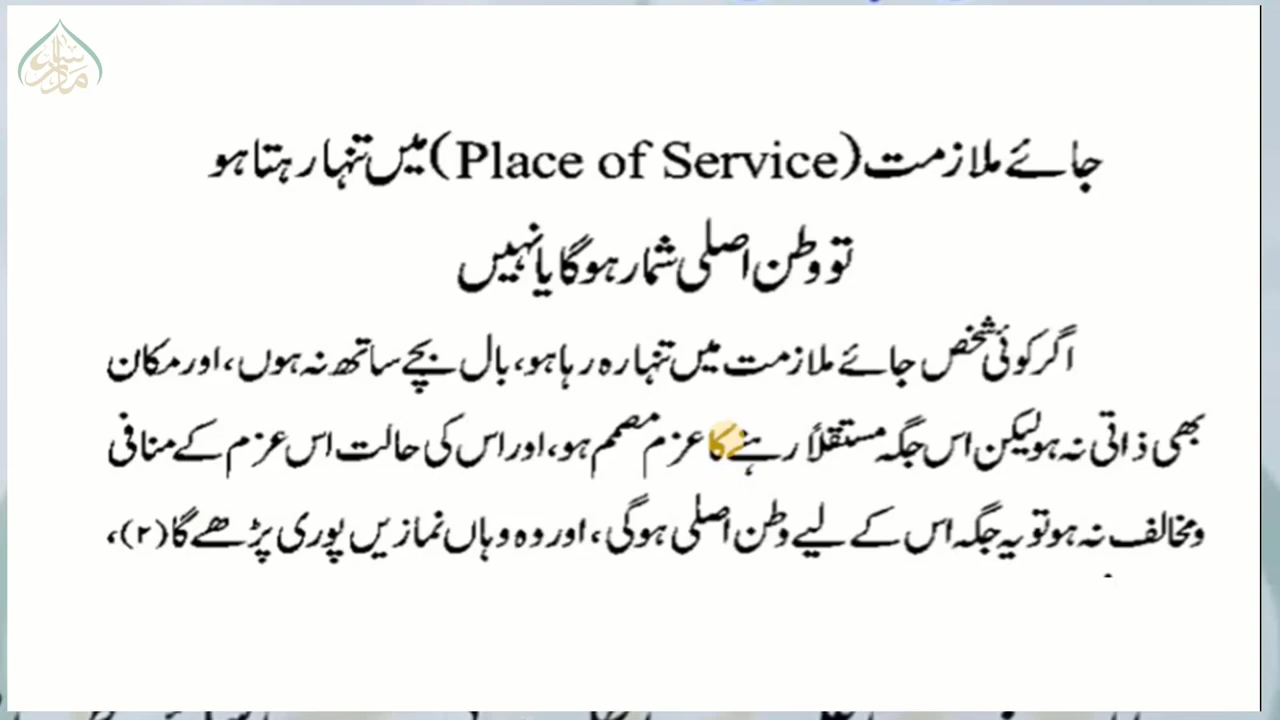 جائے ملازمت (Place of Service) میں تنہا رہتا ہو
تو وطن اصلی شمار ہوگا یا نہیں
اگر کوئی شخص جائے ملازمت میں تنہا رہ رہا ہو، بال بچے ساتھ نہ ہوں، اور مکان
بھی ذاتی نہ ہو لیکن اس جگہ مستقلاً رہنے کا عزم مصمم ہو، اور اس کی حالت اس عزم کے منافی
ومخالف نہ ہو تو یہ جگہ اس کے لیے وطن اصلی ہوگی، اور وہ وہاں نمازیں پوری پڑھے گا (۲)،